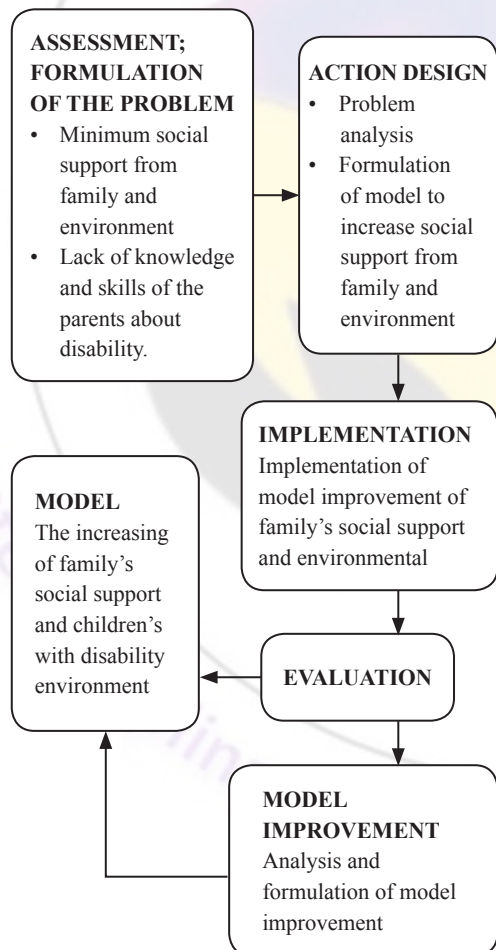 ASSESSMENT;
FORMULATION
OF THE PROBLEM
• Minimum social
support from
family and
environment
• Lack of knowledge
and skills of the
parents about
disability.
ACTION DESIGN
• Problem
analysis
• Formulation
of model to
increase social
support from
family and
environment
IMPLEMENTATION
Implementation of
model improvement of
family’s social support
and environmental
MODEL
The increasing
of family’s
social support
and children’s
with disability
environment
EVALUATION
MODEL
IMPROVEMENT
Analysis and
formulation of model
improvement